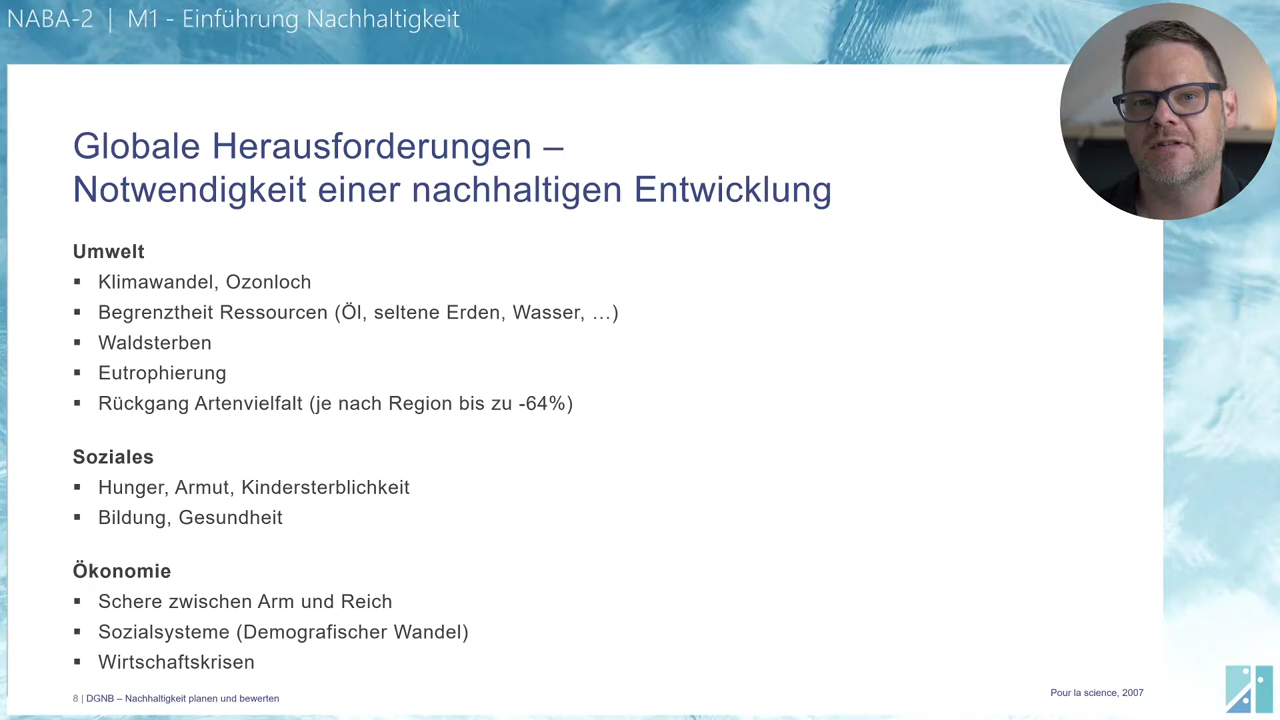 NABA-2 | M1 - Einführung Nachhaltigkeit
Globale Herausforderungen –
Notwendigkeit einer nachhaltigen Entwicklung
Umwelt
▪ Klimawandel, Ozonloch
▪ Begrenztheit Ressourcen (Öl, seltene Erden, Wasser, …)
▪ Waldsterben
▪ Eutrophierung
▪ Rückgang Artenvielfalt (je nach Region bis zu -64%)
Soziales
▪ Hunger, Armut, Kindersterblichkeit
▪ Bildung, Gesundheit
Ökonomie
▪ Schere zwischen Arm und Reich
▪ Sozialsysteme (Demografischer Wandel)
▪ Wirtschaftskrisen
8 | DGNB – Nachhaltigkeit planen und bewerten
Pour la science, 2007